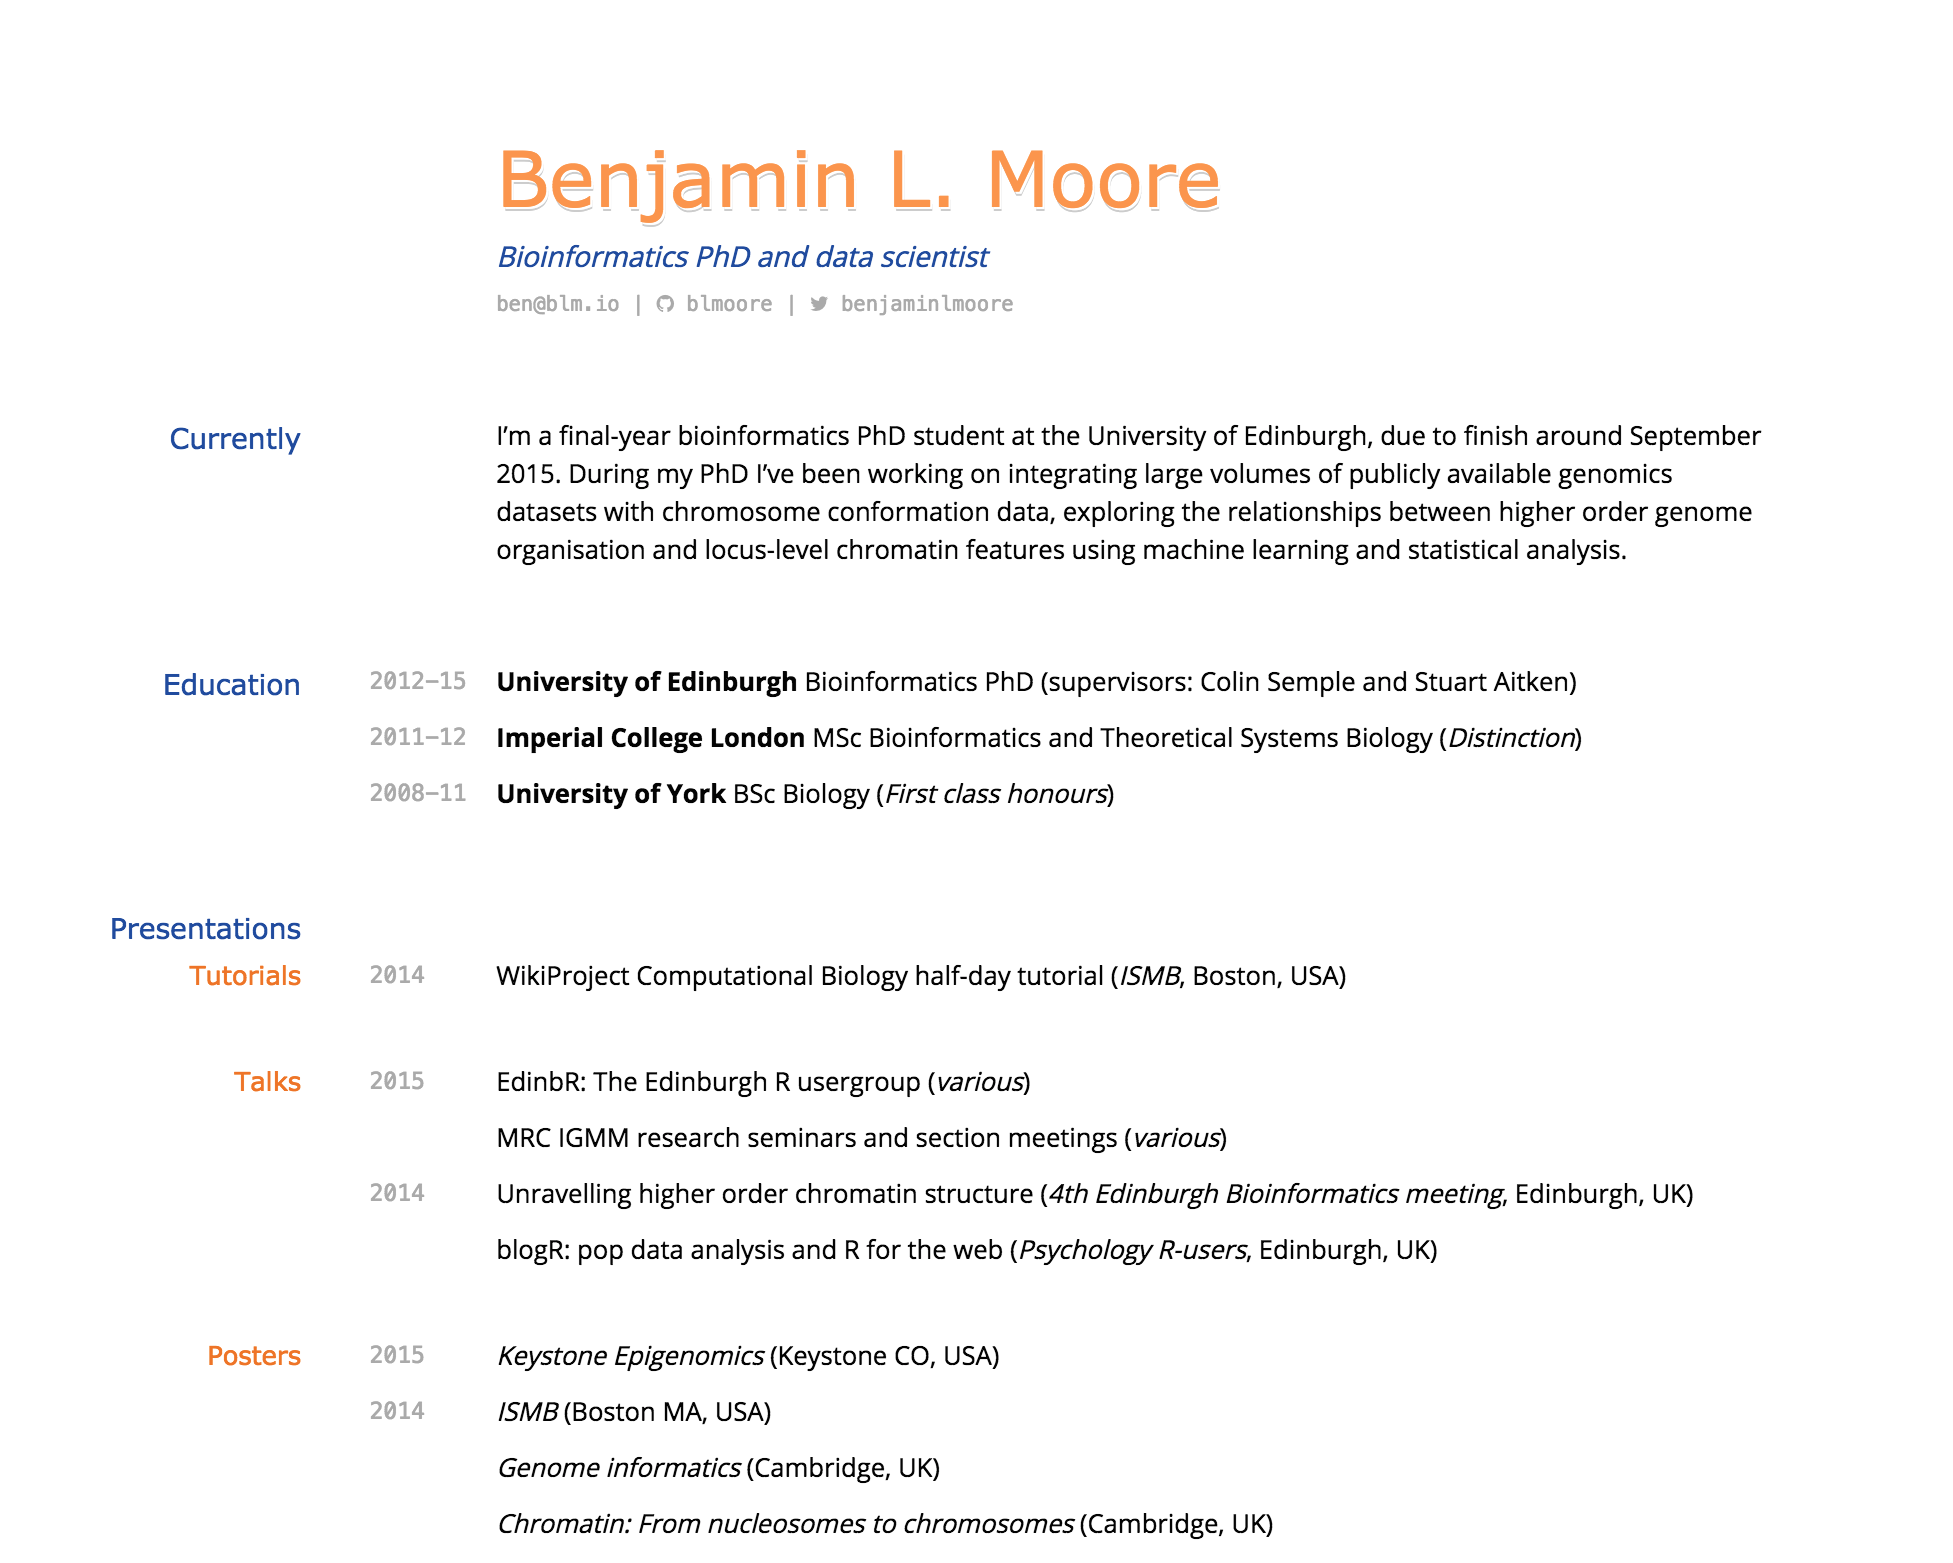 Benjamin L. Moore
Bioinformatics PhD and data scientist
ben@blm.io | blmoore | benjaminlmoore
Currently
I’m a final-year bioinformatics PhD student at the University of Edinburgh, due to finish around September
2015. During my PhD I’ve been working on integrating large volumes of publicly available genomics
datasets with chromosome conformation data, exploring the relationships between higher order genome
organisation and locus-level chromatin features using machine learning and statistical analysis.
Education 2012–15 University of Edinburgh Bioinformatics PhD (supervisors: Colin Semple and Stuart Aitken)
2011–12 Imperial College London MSc Bioinformatics and Theoretical Systems Biology (Distinction)
2008–11 University of York BSc Biology (First class honours)
Presentations
Tutorials 2014 WikiProject Computational Biology half-day tutorial (ISMB, Boston, USA)
Talks 2015 EdinbR: The Edinburgh R usergroup (various)
MRC IGMM research seminars and section meetings (various)
2014 Unravelling higher order chromatin structure (4th Edinburgh Bioinformatics meeting, Edinburgh, UK)
blogR: pop data analysis and R for the web (Psychology R-users, Edinburgh, UK)
Posters 2015 Keystone Epigenomics (Keystone CO, USA)
2014 ISMB (Boston MA, USA)
Genome informatics (Cambridge, UK)
Chromatin: From nucleosomes to chromosomes (Cambridge, UK)